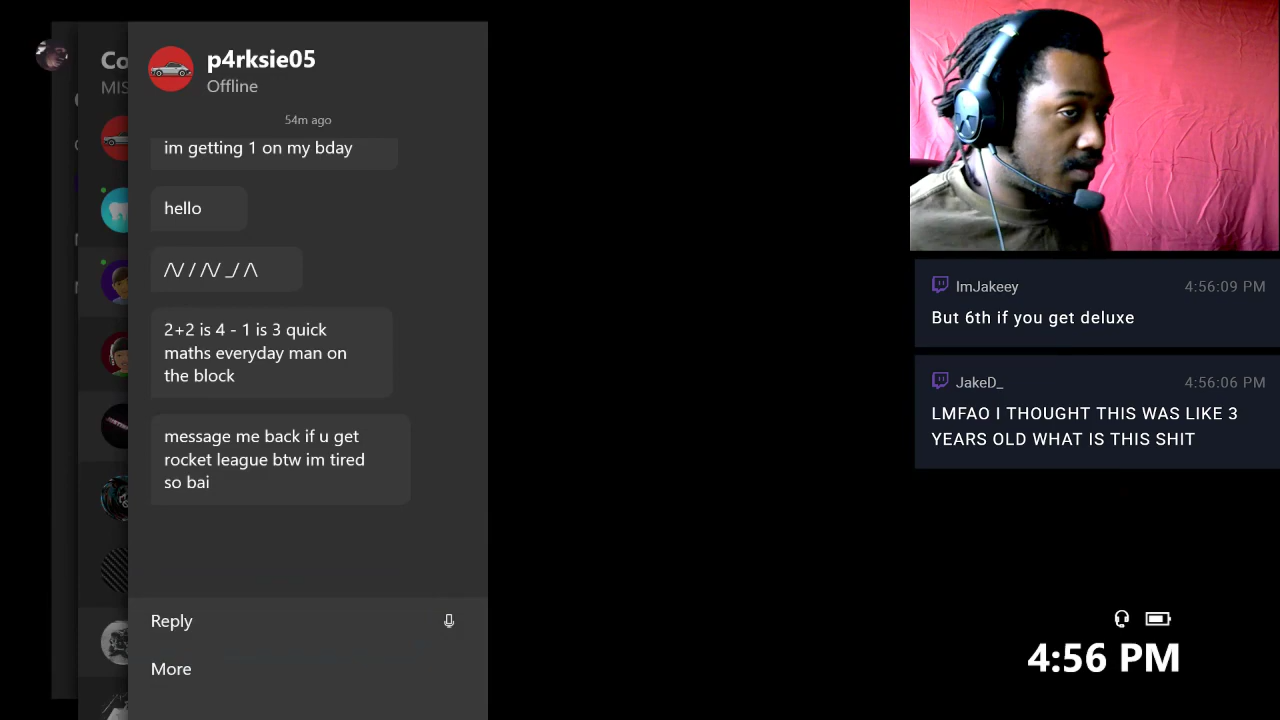 Co
MIS
p4rksie05
Offline
54m ago
im getting 1 on my bday
hello
/\/ / /\/ _/ /\
2+2 is 4 - 1 is 3 quick
maths everyday man on
the block
message me back if u get
rocket league btw im tired
so bai
Reply
More
ImJakeey
4:56:09 PM
But 6th if you get deluxe
JakeD_
4:56:06 PM
LMFAO I THOUGHT THIS WAS LIKE 3
YEARS OLD WHAT IS THIS SHIT
4:56 PM